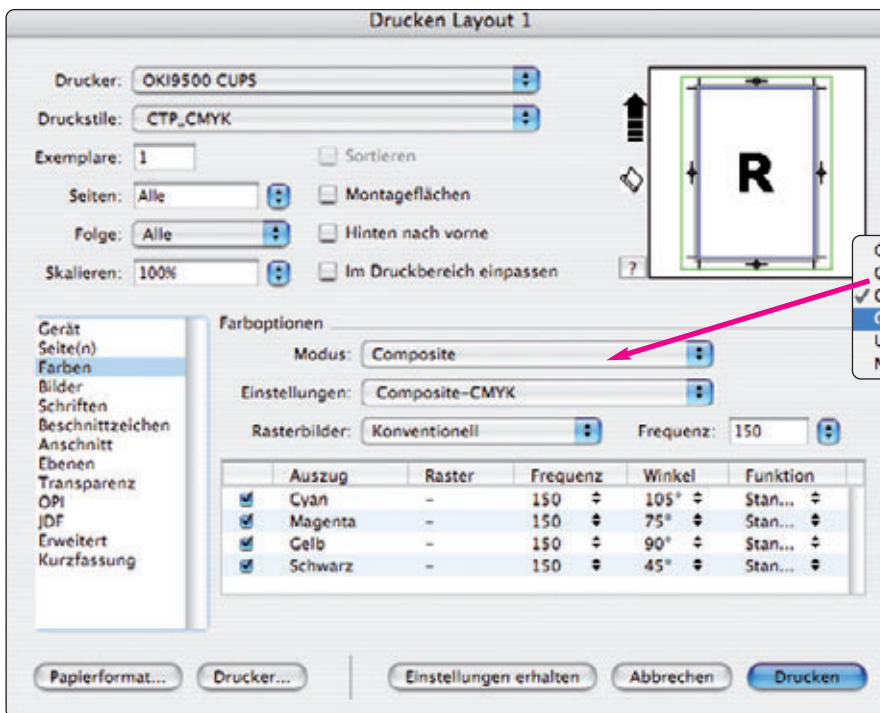 Drucken Layout 1
Drucker: OKI9500 CUPS
Druckstile: CTP_CMYK
Exemplare: 1 Sortieren
Seiten: Alle Montageflächen
Folge: Alle Hinten nach vorne
Skalieren: 100% Im Druckbereich einpassen
R
?
Gerät
Seite(n)
Farben
Bilder
Schriften
Beschnittzeichen
Anschnitt
Ebenen
Transparenz
OPI
JDF
Erweitert
Kurzfassung
Farboptionen
Modus: Composite
Einstellungen: Composite-CMYK
Rasterbilder: Konventionell Frequenz: 150
Auszug Raster Frequenz Winkel Funktion
Cyan – 150 105° Stan...
Magenta – 150 75° Stan...
Gelb – 150 90° Stan...
Schwarz – 150 45° Stan...
Papierformat... Drucker... Einstellungen erhalten Abbrechen Drucken